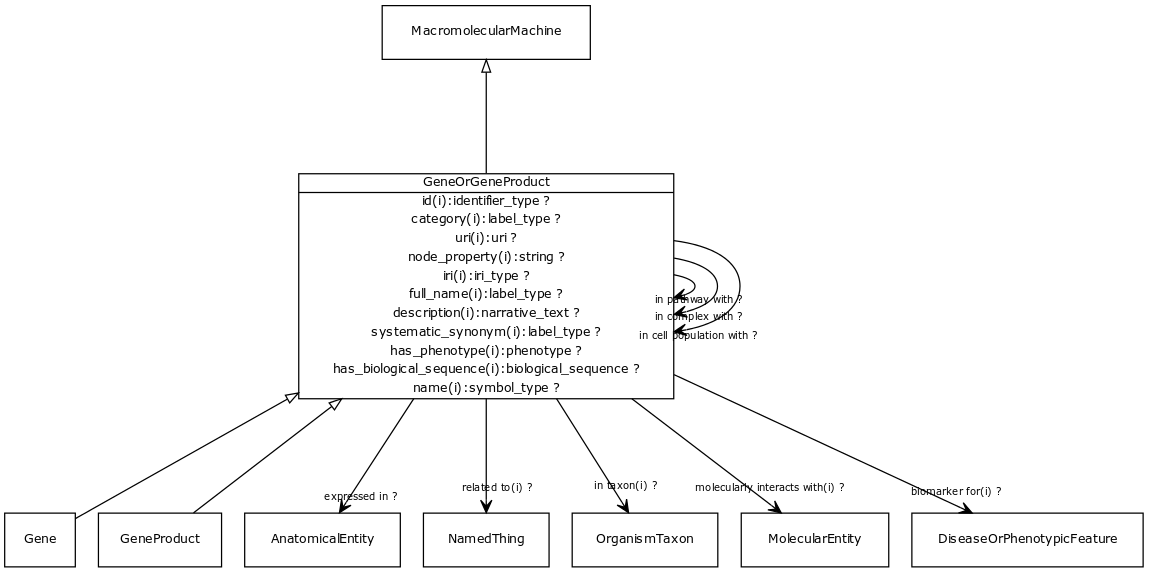 MacromolecularMachine
GeneOrGeneProduct
id(i):identifier_type ?
category(i):label_type ?
uri(i):uri ?
node_property(i):string ?
iri(i):iri_type ?
full_name(i):label_type ?
description(i):narrative_text ?
systematic_synonym(i):label_type ?
has_phenotype(i):phenotype ?
has_biological_sequence(i):biological_sequence ?
name(i):symbol_type ?
in pathway with ?
in complex with ?
in cell population with ?
expressed in ?
related to(i) ?
in taxon(i) ?
molecularly interacts with(i) ?
biomarker for(i) ?
Gene
GeneProduct
AnatomicalEntity
NamedThing
OrganismTaxon
MolecularEntity
DiseaseOrPhenotypicFeature